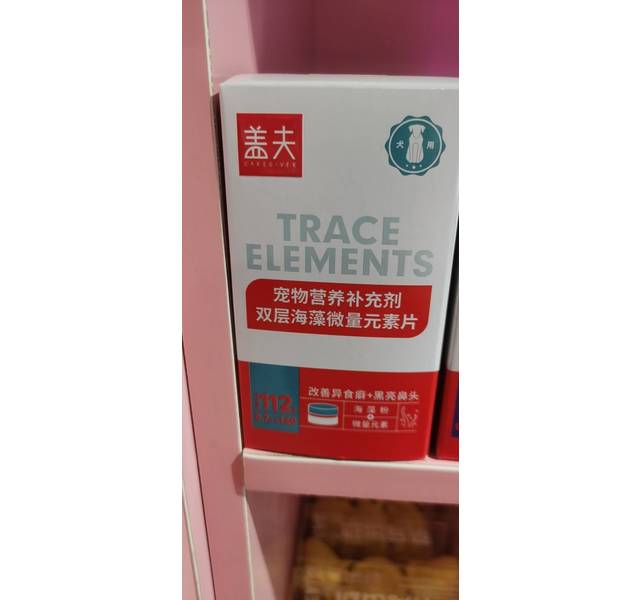 盖夫
CAREGIVER
犬用
TRACE
ELEMENTS
宠物营养补充剂
双层海藻微量元素片
改善异食癖+黑亮鼻头
112
海藻粉
+
微量元素